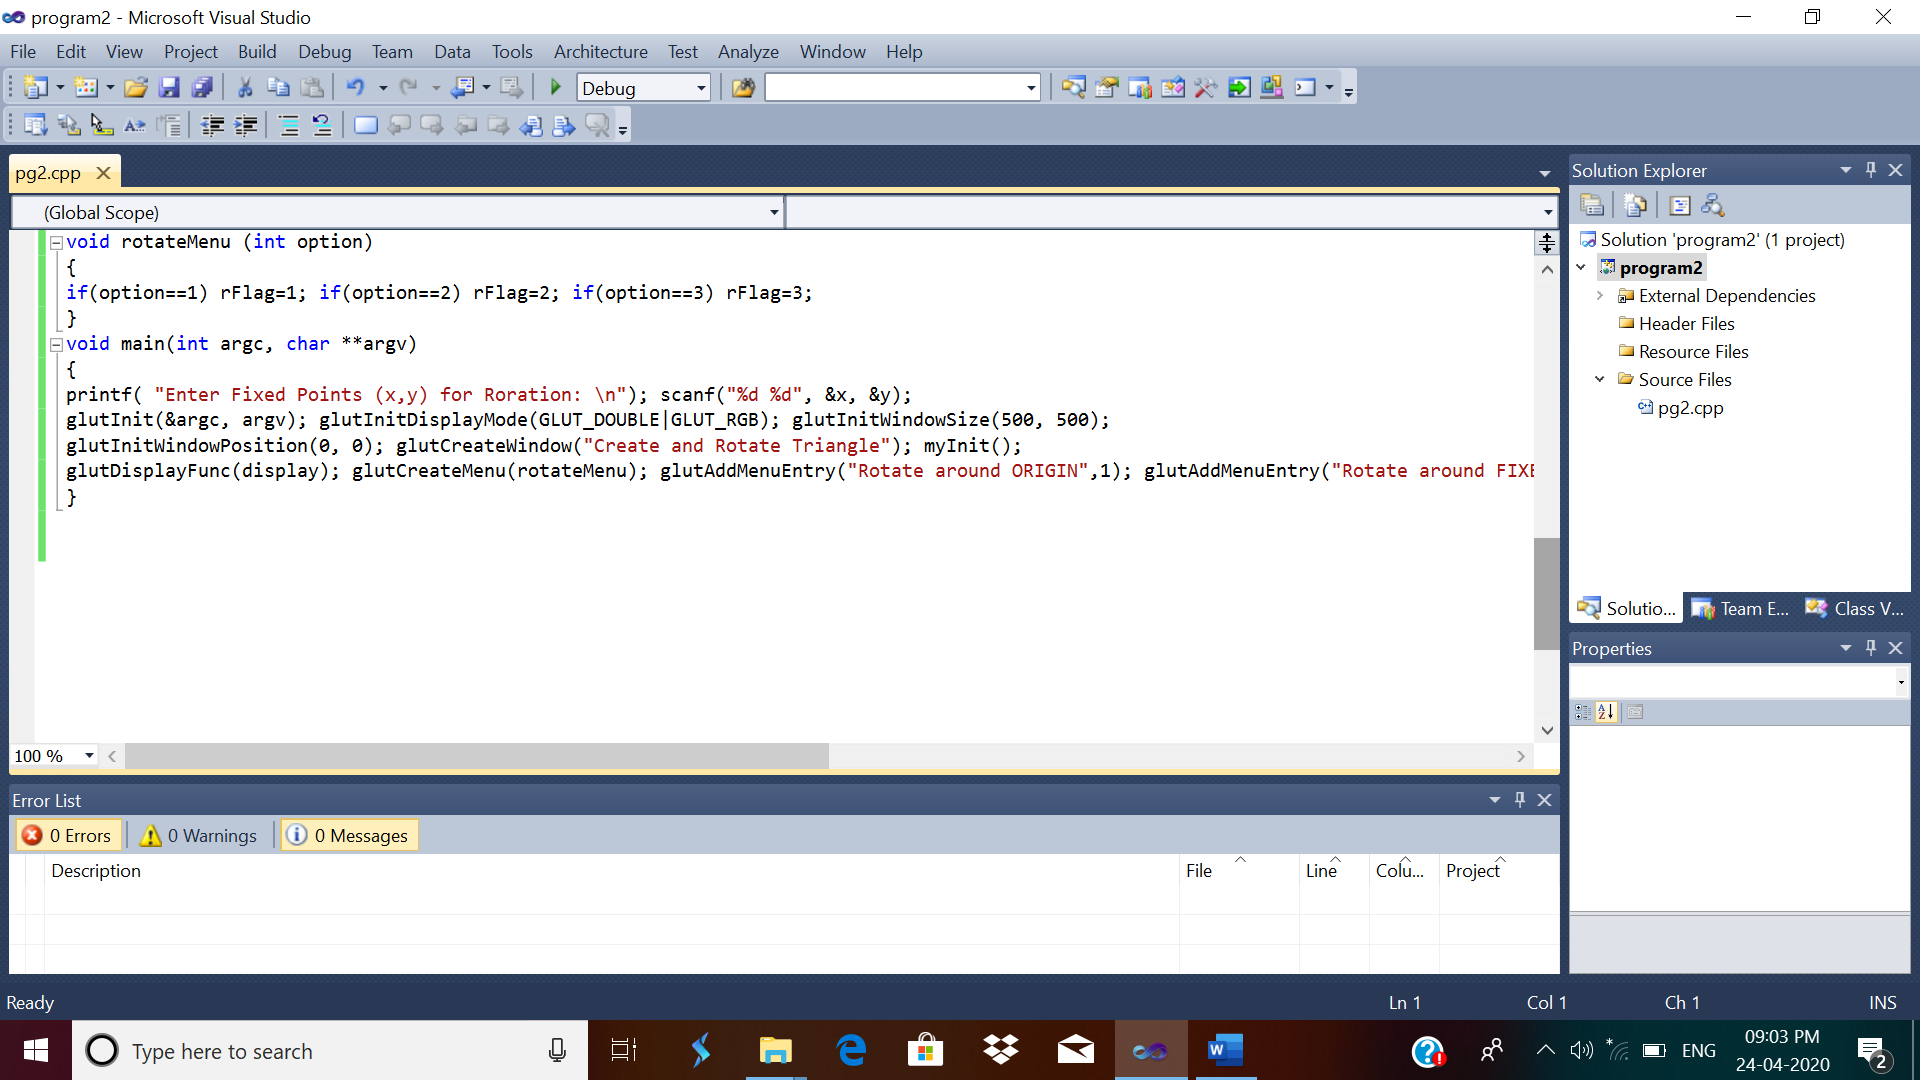 program2 - Microsoft Visual Studio
File Edit View Project Build Debug Team Data Tools Architecture Test Analyze Window Help
Debug
pg2.cpp
(Global Scope)
void rotateMenu (int option)
{
if(option==1) rFlag=1; if(option==2) rFlag=2; if(option==3) rFlag=3;
}
void main(int argc, char **argv)
{
printf( "Enter Fixed Points (x,y) for Roration: \n"); scanf("%d %d", &x, &y);
glutInit(&argc, argv); glutInitDisplayMode(GLUT_DOUBLE|GLUT_RGB); glutInitWindowSize(500, 500);
glutInitWindowPosition(0, 0); glutCreateWindow("Create and Rotate Triangle"); myInit();
glutDisplayFunc(display); glutCreateMenu(rotateMenu); glutAddMenuEntry("Rotate around ORIGIN",1); glutAddMenuEntry("Rotate around FIXE
}
100 %
Solution Explorer
Solution 'program2' (1 project)
program2
External Dependencies
Header Files
Resource Files
Source Files
pg2.cpp
Solutio... Team E... Class V...
Properties
Error List
0 Errors 0 Warnings 0 Messages
Description File Line Colu... Project
Ready Ln 1 Col 1 Ch 1 INS
Type here to search
ENG
09:03 PM
24-04-2020
2